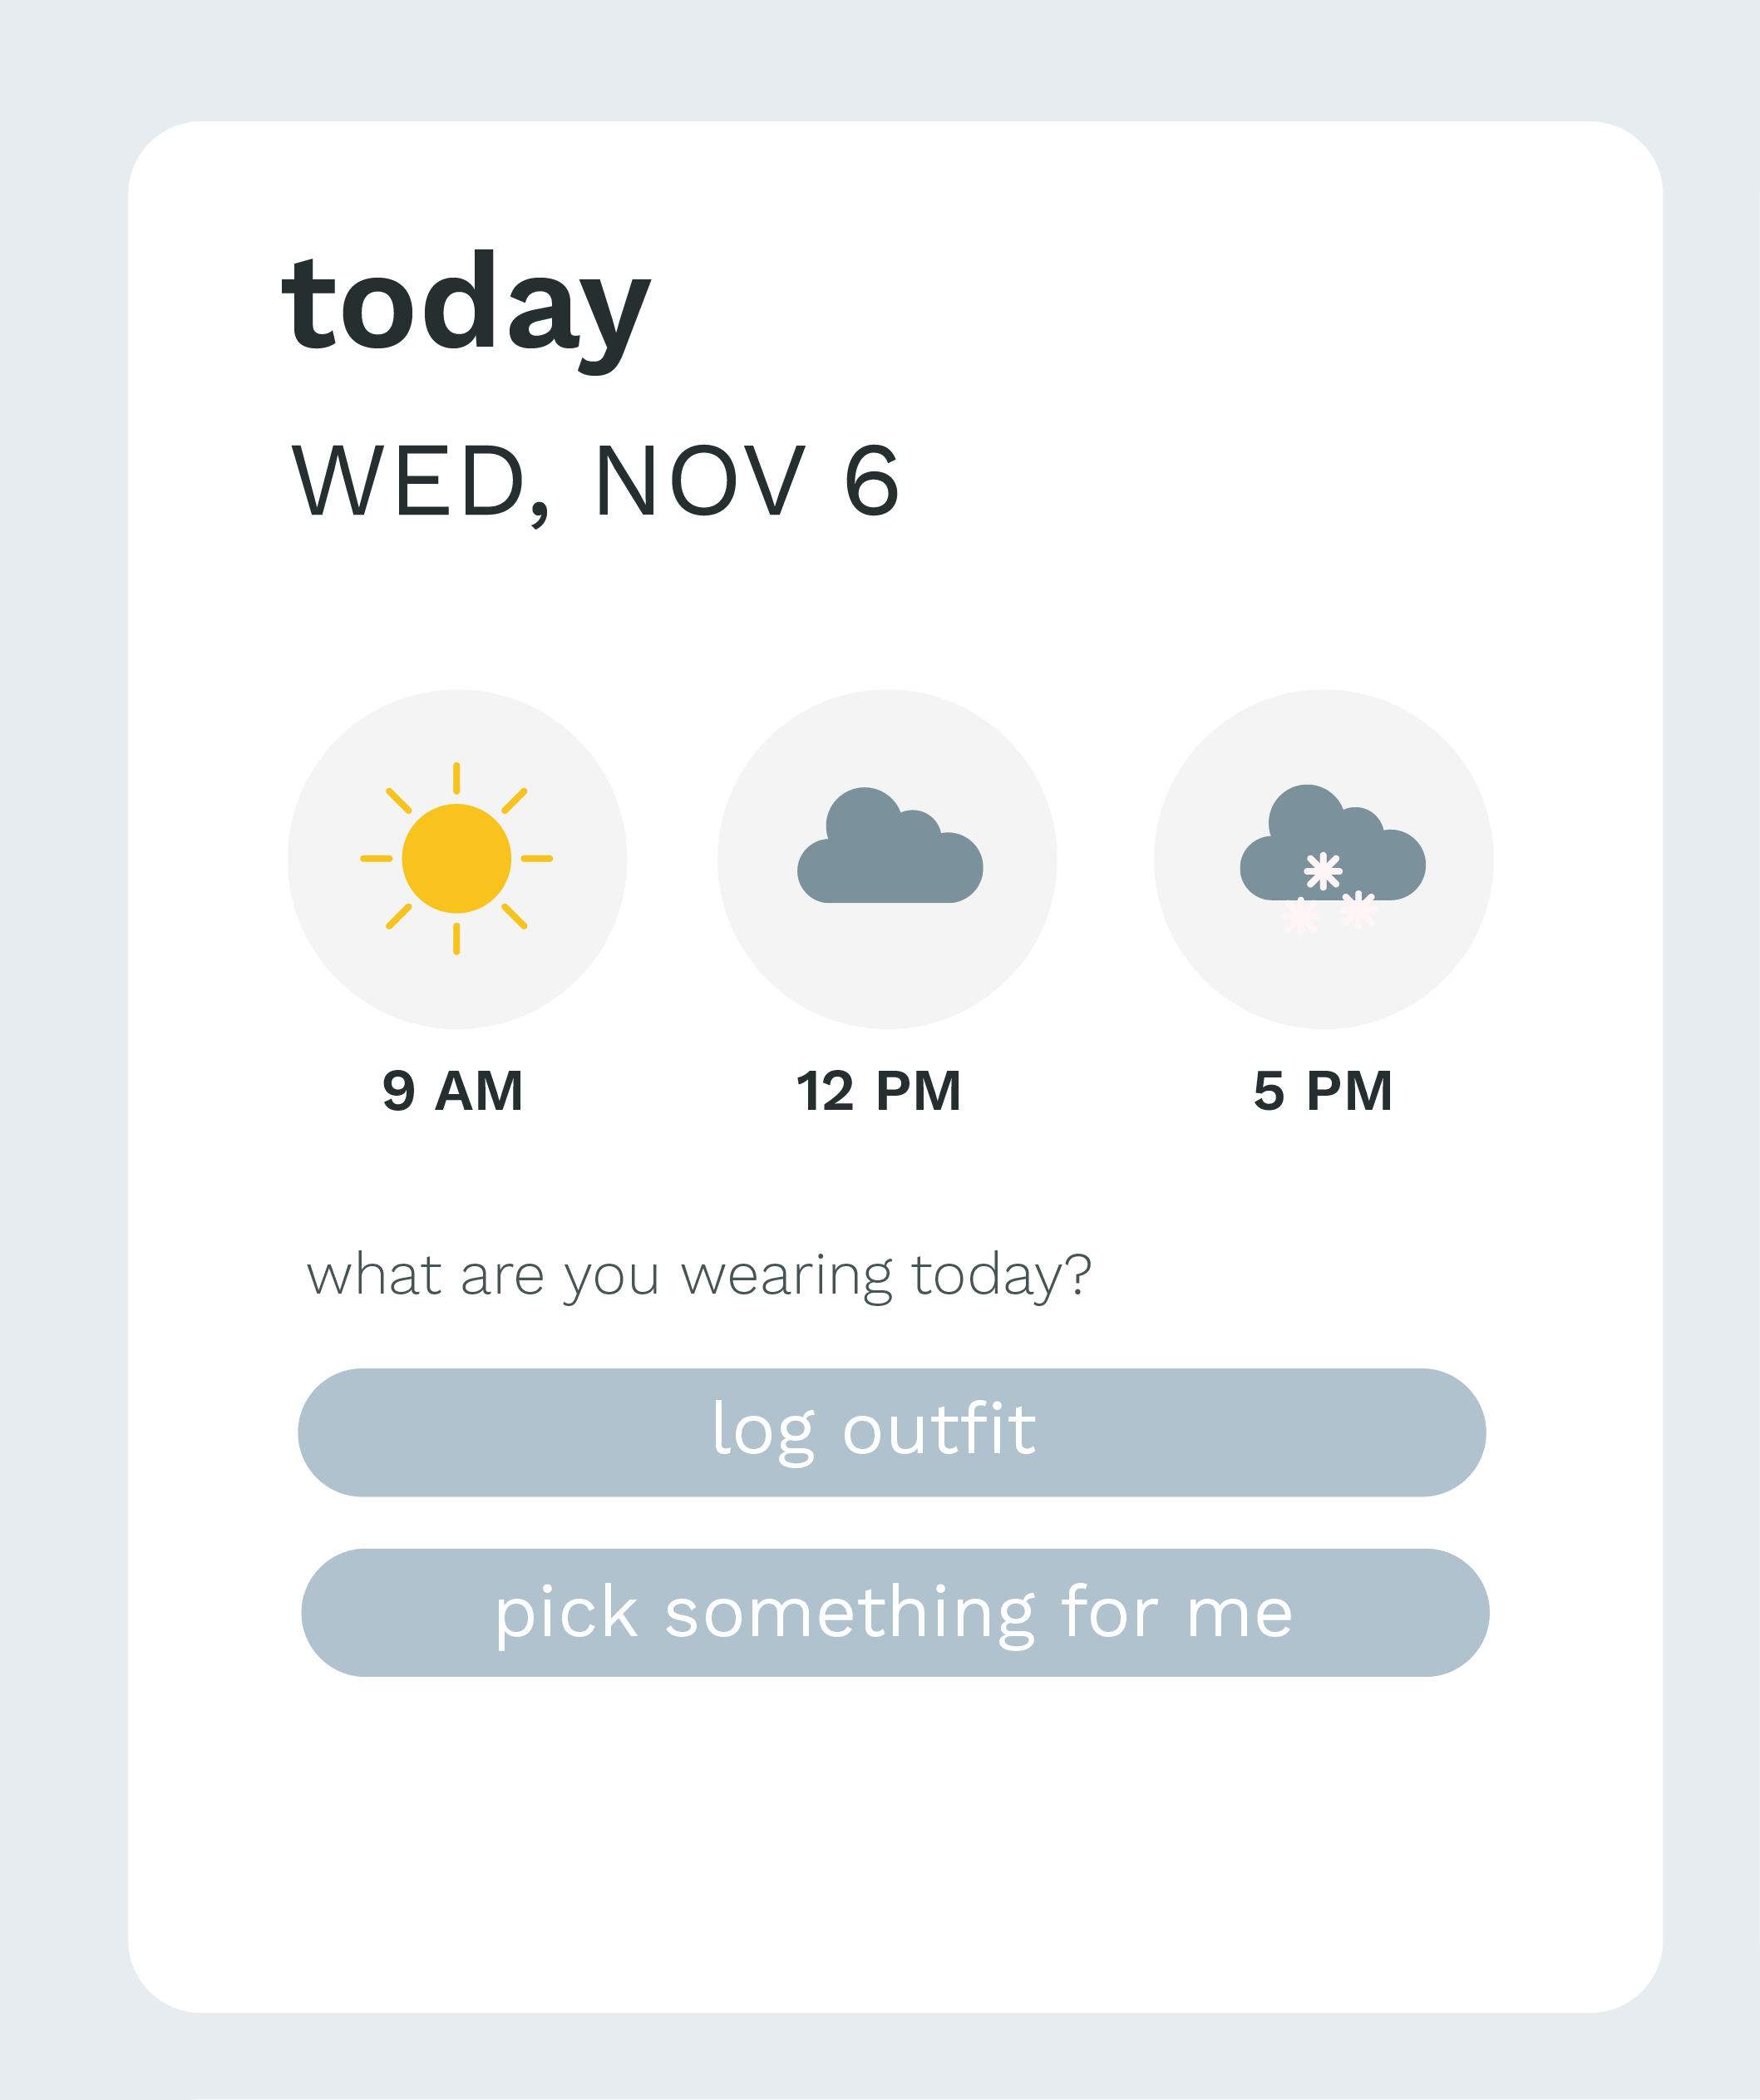 today
WED, NOV 6
9 AM
12 PM
5 PM
what are you wearing today?
log outfit
pick something for me